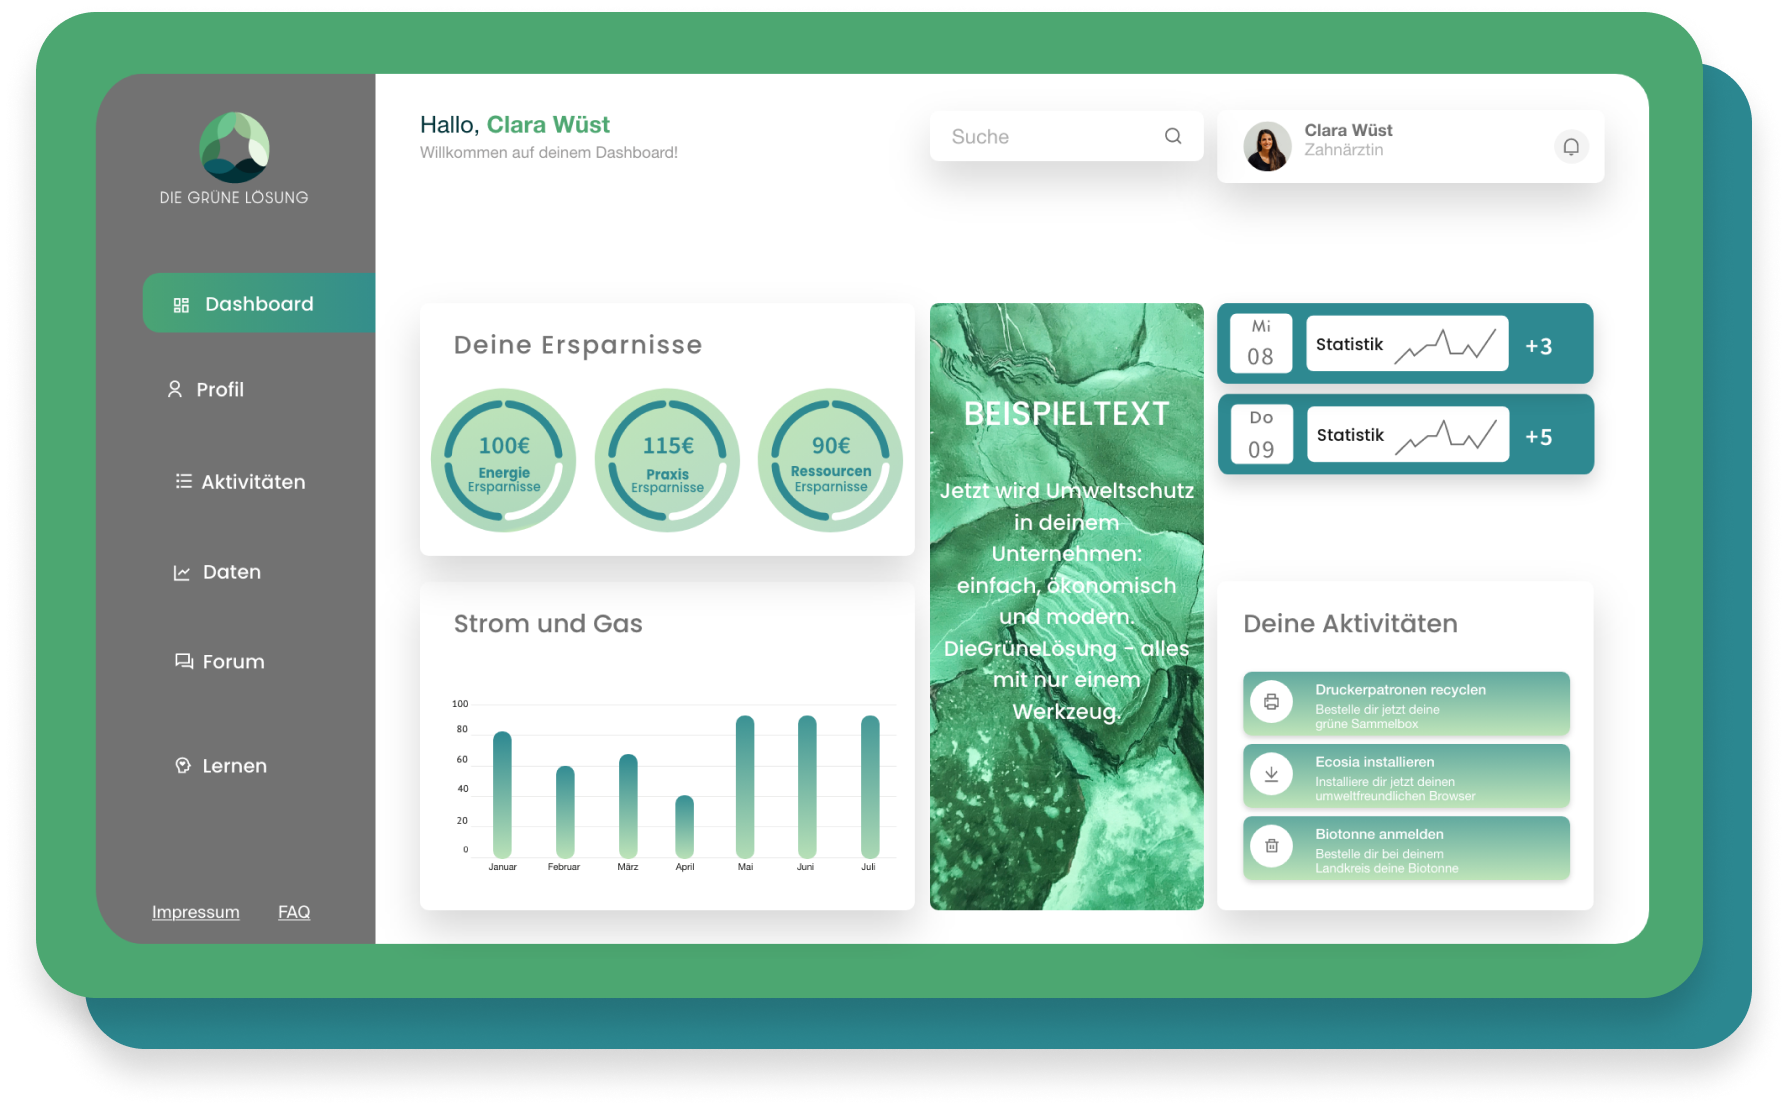 DIE GRÜNE LÖSUNG
Dashboard
Profil
Aktivitäten
Daten
Forum
Lernen
Impressum
FAQ
Hallo, Clara Wüst
Willkommen auf deinem Dashboard!
Suche
Clara Wüst
Zahnärztin
Deine Ersparnisse
100€
Energie
Ersparnisse
115€
Praxis
Ersparnisse
90€
Ressourcen
Ersparnisse
Strom und Gas
100
80
60
40
20
0
Januar
Februar
März
April
Mai
Juni
Juli
BEISPIELTEXT
Jetzt wird Umweltschutz
in deinem
Unternehmen:
einfach, ökonomisch
und modern.
DieGrüneLösung – alles
mit nur einem
Werkzeug.
Mi
08
Statistik
+3
Do
09
Statistik
+5
Deine Aktivitäten
Druckerpatronen recyclen
Bestelle dir jetzt deine
grüne Sammelbox
Ecosia installieren
Installiere dir jetzt deinen
umweltfreundlichen Browser
Biotonne anmelden
Bestelle dir bei deinem
Landkreis deine Biotonne